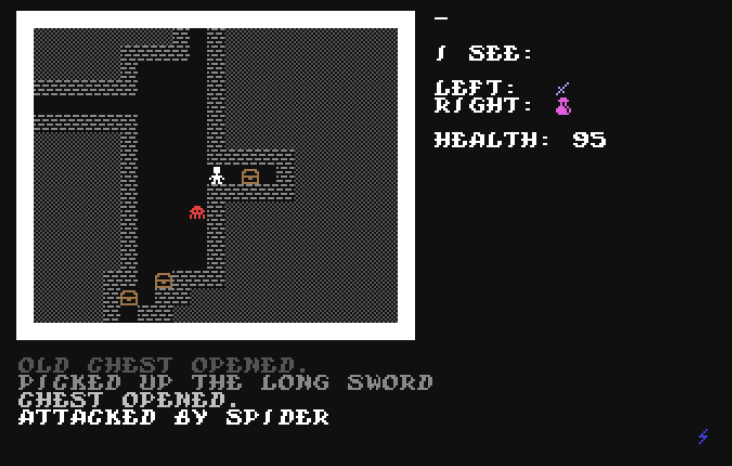 I SEE:
LEFT:
RIGHT:
HEALTH: 95
OLD CHEST OPENED.
PICKED UP THE LONG SWORD
CHEST OPENED.
ATTACKED BY SPIDER